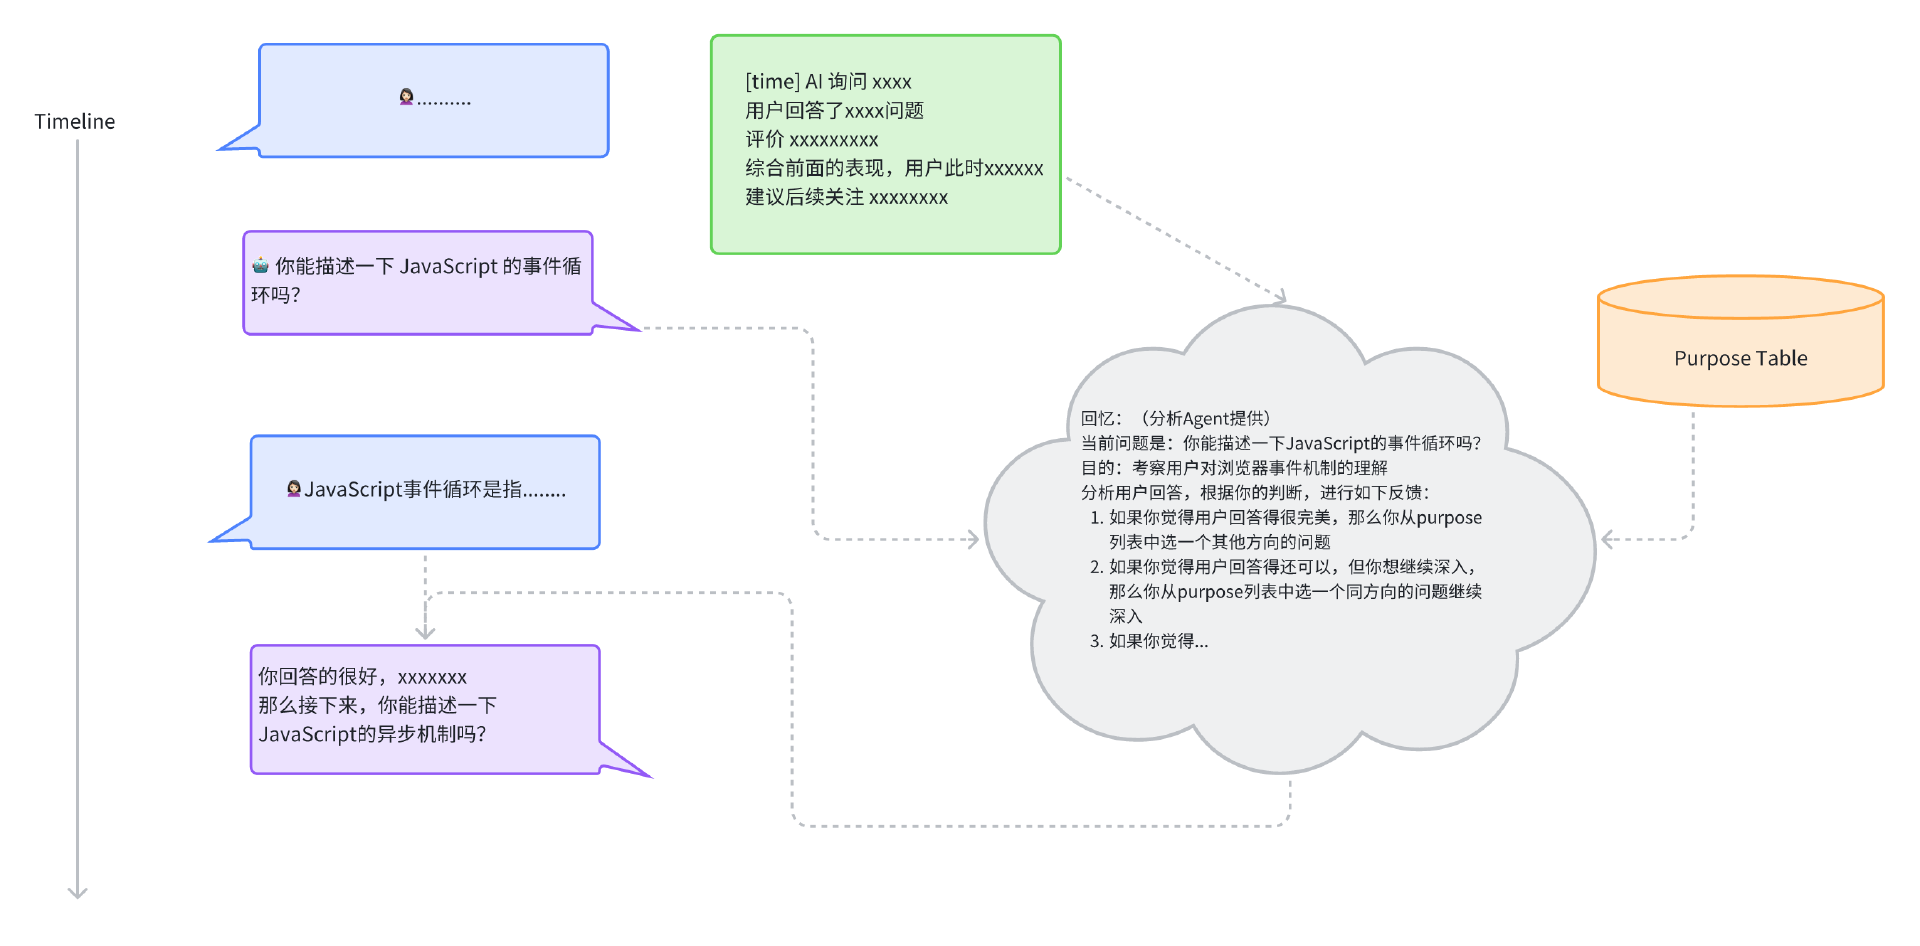 Timeline
..........
[time] AI 询问 xxxx
用户回答了xxxx问题
评价 xxxxxxxxx
综合前面的表现，用户此时xxxxxx
建议后续关注 xxxxxxxx
你能描述一下 JavaScript 的事件循
环吗？
Purpose Table
回忆：（分析Agent提供）
当前问题是：你能描述一下JavaScript的事件循环吗？
目的：考察用户对浏览器事件机制的理解
分析用户回答，根据你的判断，进行如下反馈：
1. 如果你觉得用户回答得很完美，那么你从purpose
列表中选一个其他方向的问题
2. 如果你觉得用户回答得还可以，但你想继续深入，
那么你从purpose列表中选一个同方向的问题继续
深入
3. 如果你觉得...
JavaScript事件循环是指........
你回答的很好，xxxxxxx
那么接下来，你能描述一下
JavaScript的异步机制吗？